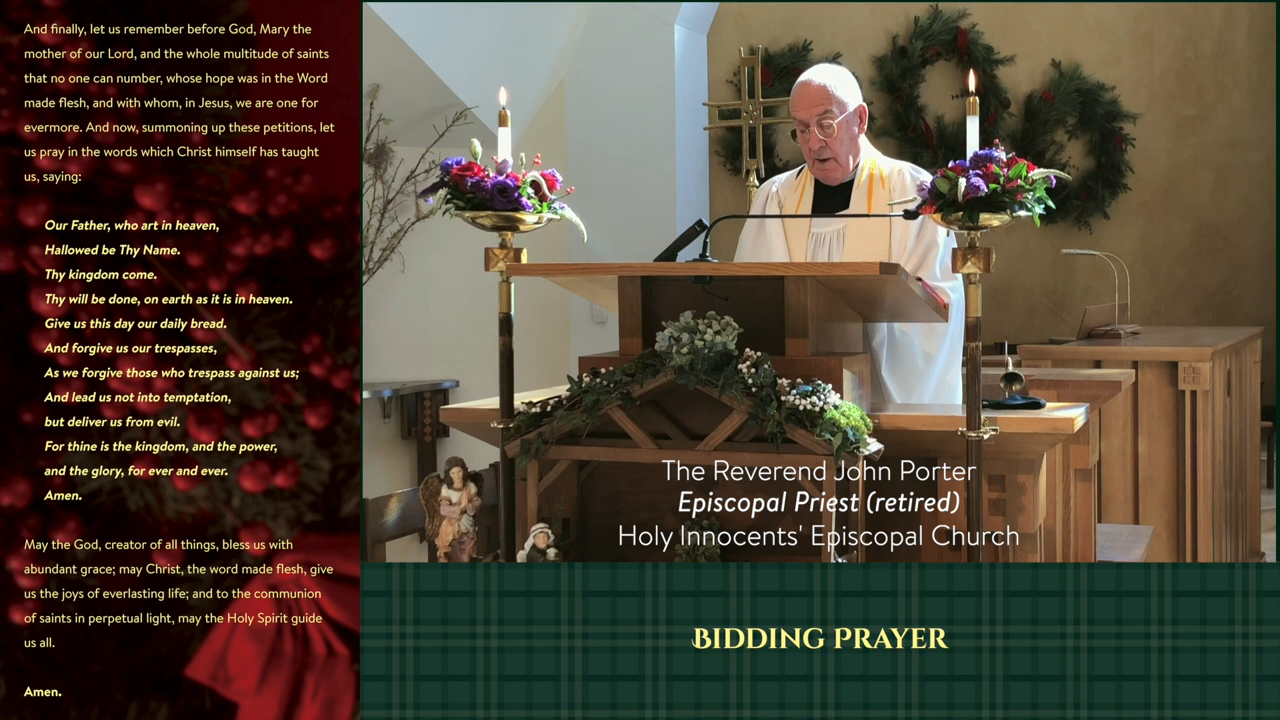 And finally, let us remember before God, Mary the
mother of our Lord, and the whole multitude of saints
that no one can number, whose hope was in the Word
made flesh, and with whom, in Jesus, we are one for
evermore. And now, summoning up these petitions, let
us pray in the words which Christ himself has taught
us, saying:
Our Father, who art in heaven,
Hallowed be Thy Name.
Thy kingdom come.
Thy will be done, on earth as it is in heaven.
Give us this day our daily bread.
And forgive us our trespasses,
As we forgive those who trespass against us;
And lead us not into temptation,
but deliver us from evil.
For thine is the kingdom, and the power,
and the glory, for ever and ever.
Amen.
May the God, creator of all things, bless us with
abundant grace; may Christ, the word made flesh, give
us the joys of everlasting life; and to the communion
of saints in perpetual light, may the Holy Spirit guide
us all.
Amen.
The Reverend John Porter
Episcopal Priest (retired)
Holy Innocents' Episcopal Church
Bidding Prayer